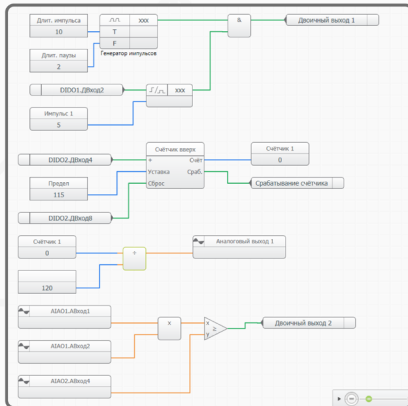 Длит. импульса
10
xxx
T
F
Генератор импульсов
&
Двоичный выход 1
Длит. паузы
2
DIDO1.ДВход2
xxx
Импульс 1
5
Счётчик вверх
+
Счёт
Уставка
Сраб.
Сброс
Счётчик 1
0
DIDO2.ДВход4
Срабатывание счётчика
Предел
115
DIDO2.ДВход8
Счётчик 1
0
Аналоговый выход 1
120
AIAO1.АВход1
x
x
≥
y
Двоичный выход 2
AIAO1.АВход2
AIAO2.АВход4